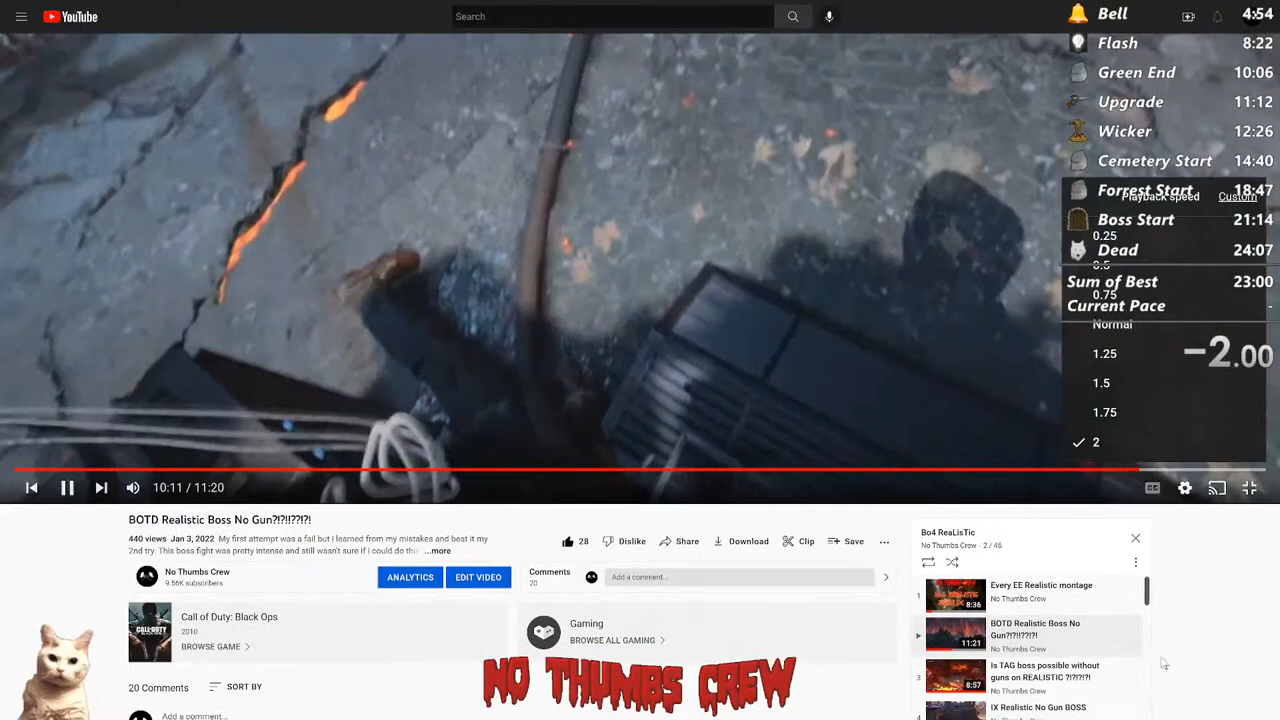 YouTube
Search
Bell 4:54
Flash 8:22
Green End 10:06
Upgrade 11:12
Wicker 12:26
Cemetery Start 14:40
Forrest Start 18:47
Playback speed Custom
Boss Start 21:14
0.25
Dead 24:07
0.5
Sum of Best 23:00
0.75
Current Pace -
Normal
-2.00
1.25
1.5
1.75
2
10:11 / 11:20
CC
BOTD Realistic Boss No Gun?!?!!??!?!
440 views Jan 3, 2022 My first attempt was a fail but i learned from my mistakes and beat it my
2nd try. This boss fight was pretty intense and still wasn't sure if i could do this ...more
28 Dislike Share Download Clip Save
No Thumbs Crew
9.56K subscribers
ANALYTICS EDIT VIDEO
Comments
20
Add a comment...
Call of Duty: Black Ops
2010
BROWSE GAME
Gaming
BROWSE ALL GAMING
NO THUMBS CREW
20 Comments SORT BY
Add a comment...
Bo4 ReaLisTic
No Thumbs Crew - 2 / 46
1
8:36
Every EE Realistic montage
No Thumbs Crew
11:21
BOTD Realistic Boss No
Gun?!?!!??!?!
No Thumbs Crew
3
8:57
Is TAG boss possible without
guns on REALISTIC ?!?!?!?!
No Thumbs Crew
4
IX Realistic No Gun BOSS